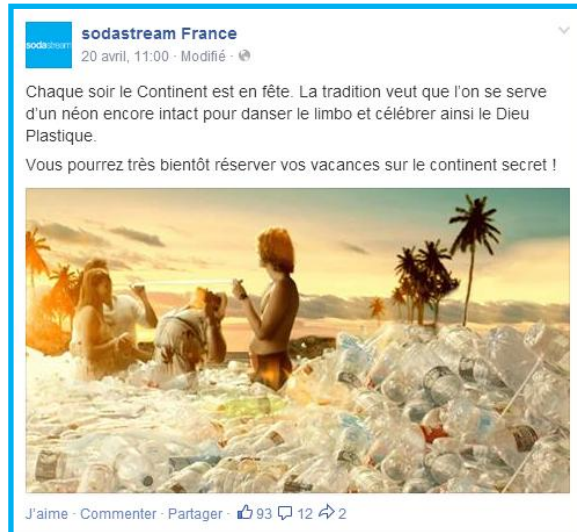 sodastream
sodastream France
20 avril, 11:00 · Modifié ·
Chaque soir le Continent est en fête. La tradition veut que l'on se serve
d'un néon encore intact pour danser le limbo et célébrer ainsi le Dieu
Plastique.
Vous pourrez très bientôt réserver vos vacances sur le continent secret !
J'aime · Commenter · Partager · 93 12 2